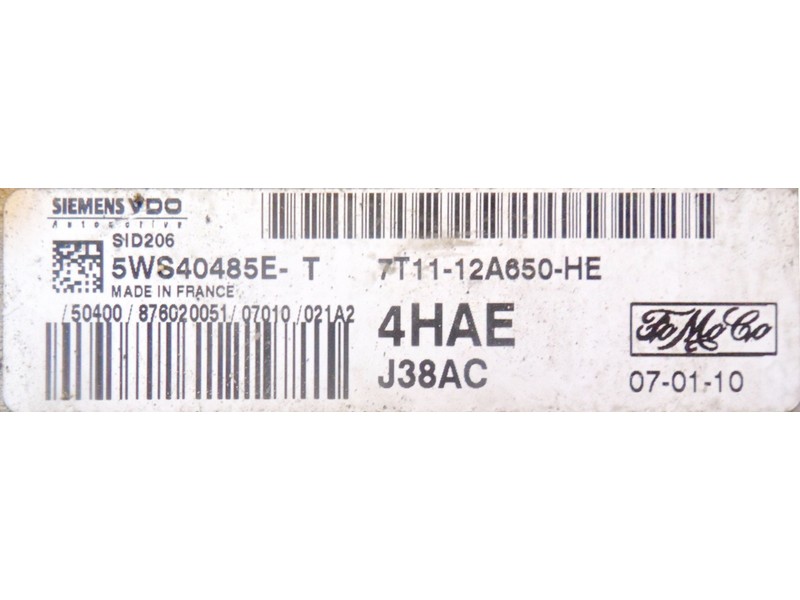 SIEMENS VDO
Automotive
SID206
5WS40485E- T
MADE IN FRANCE
/50400/876020051/07010/021A2
7T11-12A650-HE
4HAE
J38AC
FoMoCo
07-01-10